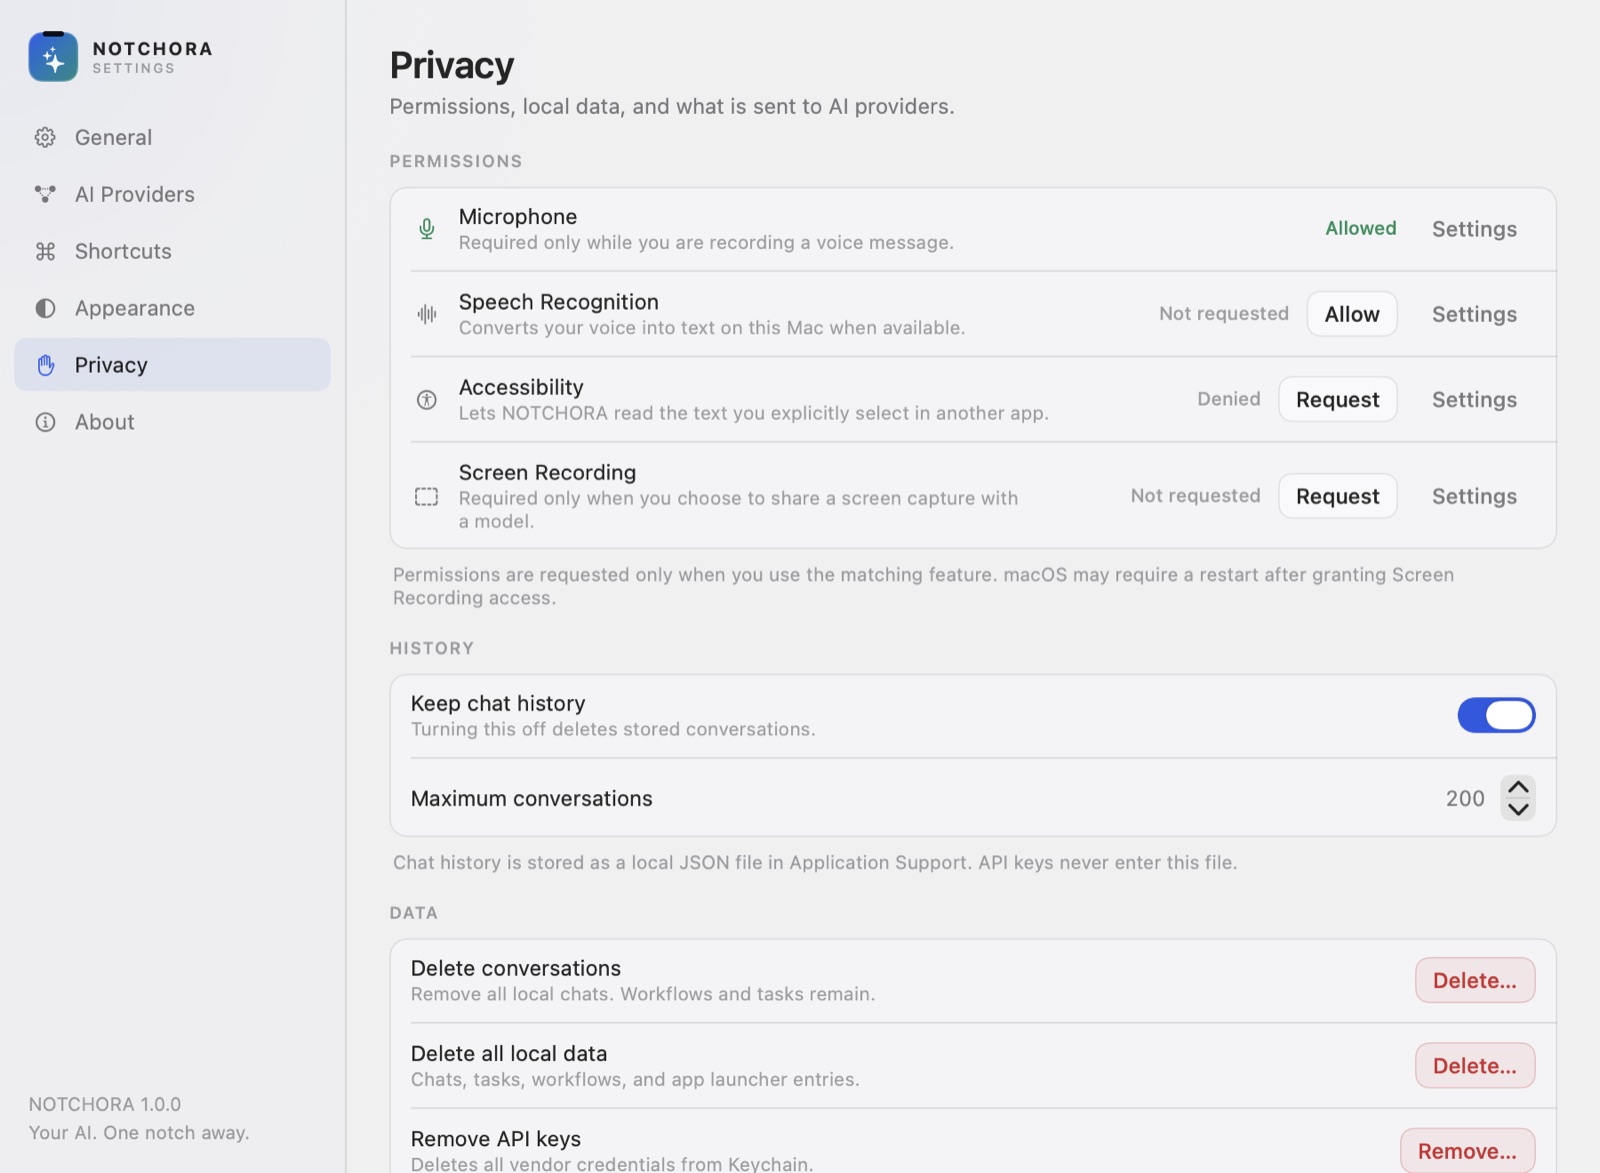 NOTCHORA
SETTINGS
General
AI Providers
Shortcuts
Appearance
Privacy
About
NOTCHORA 1.0.0
Your AI. One notch away.
Privacy
Permissions, local data, and what is sent to AI providers.
PERMISSIONS
Microphone
Required only while you are recording a voice message.
Allowed
Settings
Speech Recognition
Converts your voice into text on this Mac when available.
Not requested
Allow
Settings
Accessibility
Lets NOTCHORA read the text you explicitly select in another app.
Denied
Request
Settings
Screen Recording
Required only when you choose to share a screen capture with
a model.
Not requested
Request
Settings
Permissions are requested only when you use the matching feature. macOS may require a restart after granting Screen
Recording access.
HISTORY
Keep chat history
Turning this off deletes stored conversations.
Maximum conversations
200
Chat history is stored as a local JSON file in Application Support. API keys never enter this file.
DATA
Delete conversations
Remove all local chats. Workflows and tasks remain.
Delete...
Delete all local data
Chats, tasks, workflows, and app launcher entries.
Delete...
Remove API keys
Deletes all vendor credentials from Keychain.
Remove...